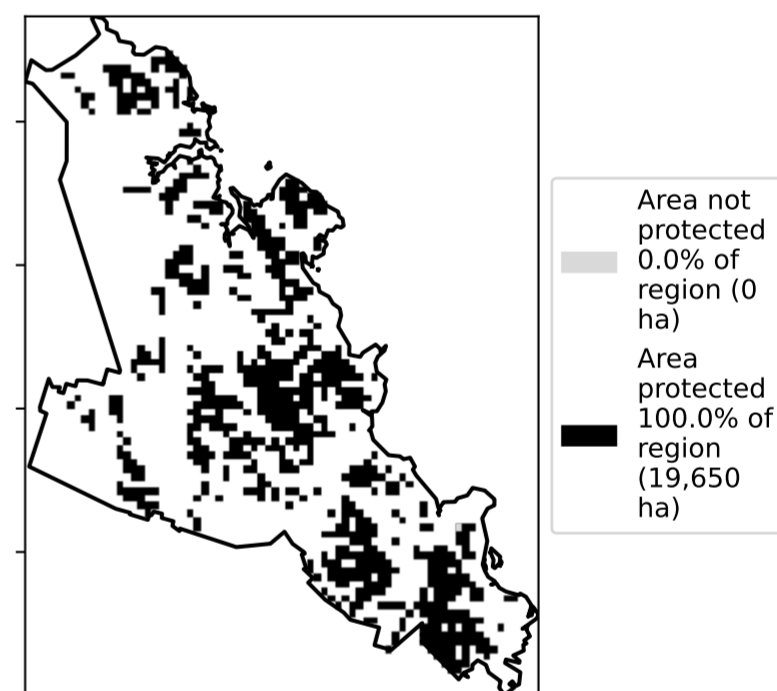 Area not
protected
0.0% of
region (0
ha)
Area
protected
100.0% of
region
(19,650
ha)